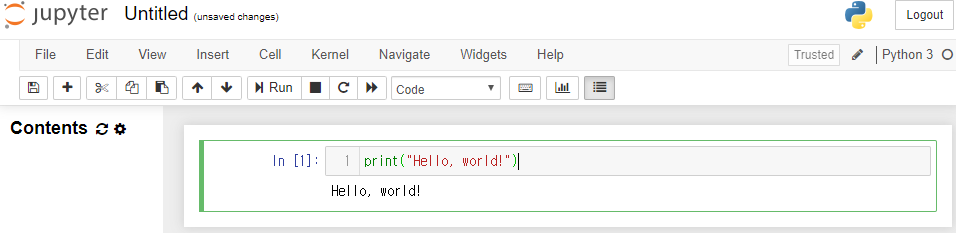 jupyter Untitled (unsaved changes) Logout
File Edit View Insert Cell Kernel Navigate Widgets Help Trusted Python 3
Run Code
Contents
In [1]: 1 print("Hello, world!")
Hello, world!